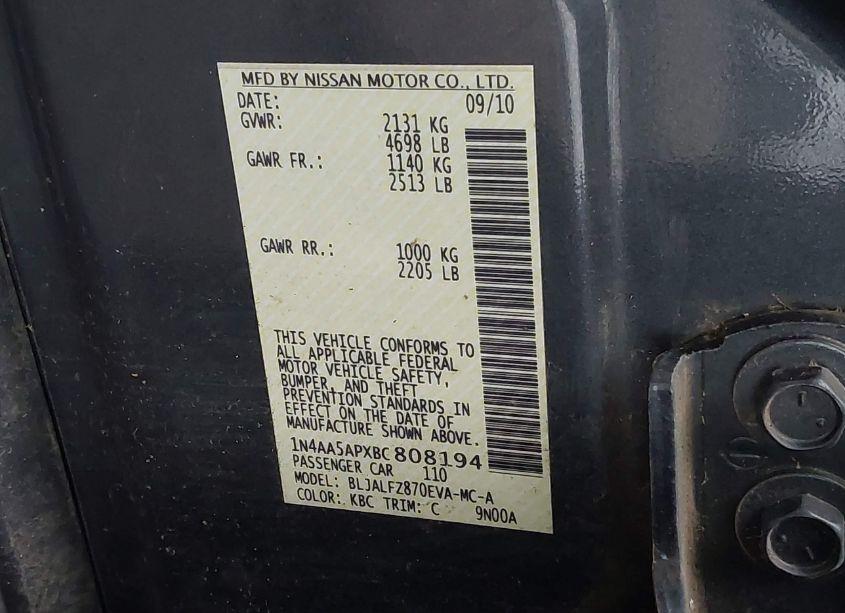 MFD BY NISSAN MOTOR CO., LTD.
DATE: 09/10
GVWR: 2131 KG
4698 LB
GAWR FR.: 1140 KG
2513 LB
GAWR RR.: 1000 KG
2205 LB
THIS VEHICLE CONFORMS TO
ALL APPLICABLE FEDERAL
MOTOR VEHICLE SAFETY,
BUMPER, AND THEFT
PREVENTION STANDARDS IN
EFFECT ON THE DATE OF
MANUFACTURE SHOWN ABOVE.
1N4AA5APXBC808194
PASSENGER CAR 110
MODEL: BLJALFZ870EVA-MC-A
COLOR: KBC TRIM: C 9N00A